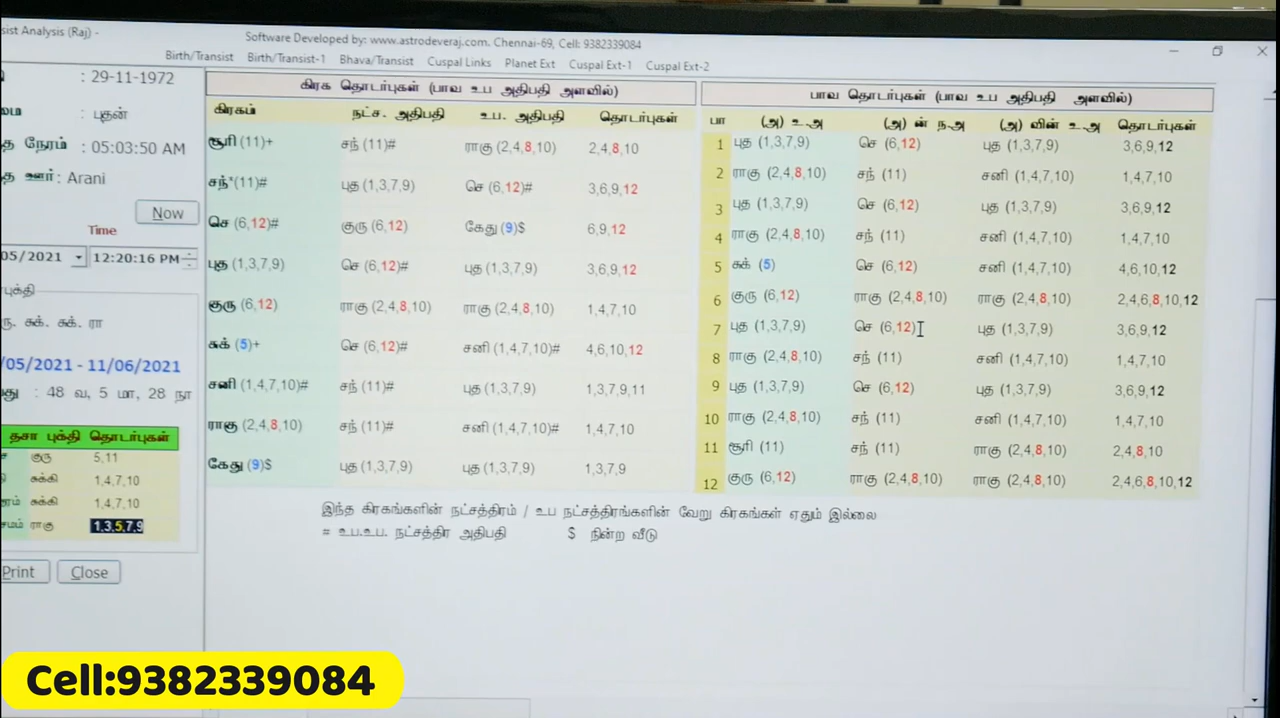 sist Analysis (Raj) -
Software Developed by: www.astrodeveraj.com, Chennai-69, Cell: 9382339084
Birth/Transist Birth/Transist-1 Bhava/Transist Cuspal Links Planet Ext Cuspal Ext-1 Cuspal Ext-2
: 29-11-1972
: புதன்
த நேரம் : 05:03:50 AM
த ஊர் : Arani
Now
Time
05/2021 12:20:16 PM
புக்தி
ரு. சுக். சுக். ரா
/05/2021 - 11/06/2021
: 48 வ, 5 மா, 28 நா
தசா புக்தி தொடர்புகள்
குரு 5,11
சுக்கி 1,4,7,10
சுக்கி 1,4,7,10
ராகு 1,3,5,7,9
Print Close
கிரக தொடர்புகள் (பாவ உப அதிபதி அளவில்)
கிரகம் நட்ச. அதிபதி உப. அதிபதி தொடர்புகள்
சூரி (11)+ சந் (11)# ராகு (2,4,8,10) 2,4,8,10
சந்*(11)# புத (1,3,7,9) செ (6,12)# 3,6,9,12
செ (6,12)# குரு (6,12) கேது (9)$ 6,9,12
புத (1,3,7,9) செ (6,12)# புத (1,3,7,9) 3,6,9,12
குரு (6,12) ராகு (2,4,8,10) ராகு (2,4,8,10) 1,4,7,10
சுக் (5)+ செ (6,12)# சனி (1,4,7,10)# 4,6,10,12
சனி (1,4,7,10)# சந் (11)# புத (1,3,7,9) 1,3,7,9,11
ராகு (2,4,8,10) சந் (11)# சனி (1,4,7,10)# 1,4,7,10
கேது (9)$ புத (1,3,7,9) புத (1,3,7,9) 1,3,7,9
பாவ தொடர்புகள் (பாவ உப அதிபதி அளவில்)
பா (அ) உ.அ (அ) ன் ந.அ (அ) வின் உ.அ தொடர்புகள்
1 புத (1,3,7,9) செ (6,12) புத (1,3,7,9) 3,6,9,12
2 ராகு (2,4,8,10) சந் (11) சனி (1,4,7,10) 1,4,7,10
3 புத (1,3,7,9) செ (6,12) புத (1,3,7,9) 3,6,9,12
4 ராகு (2,4,8,10) சந் (11) சனி (1,4,7,10) 1,4,7,10
5 சுக் (5) செ (6,12) சனி (1,4,7,10) 4,6,10,12
6 குரு (6,12) ராகு (2,4,8,10) ராகு (2,4,8,10) 2,4,6,8,10,12
7 புத (1,3,7,9) செ (6,12) புத (1,3,7,9) 3,6,9,12
8 ராகு (2,4,8,10) சந் (11) சனி (1,4,7,10) 1,4,7,10
9 புத (1,3,7,9) செ (6,12) புத (1,3,7,9) 3,6,9,12
10 ராகு (2,4,8,10) சந் (11) சனி (1,4,7,10) 1,4,7,10
11 சூரி (11) சந் (11) ராகு (2,4,8,10) 2,4,8,10
12 குரு (6,12) ராகு (2,4,8,10) ராகு (2,4,8,10) 2,4,6,8,10,12
இந்த கிரகங்களின் நட்சத்திரம் / உப நட்சத்திரங்களின் வேறு கிரகங்கள் ஏதும் இல்லை
# உப.உப. நட்சத்திர அதிபதி $ நின்ற வீடு
Cell:9382339084